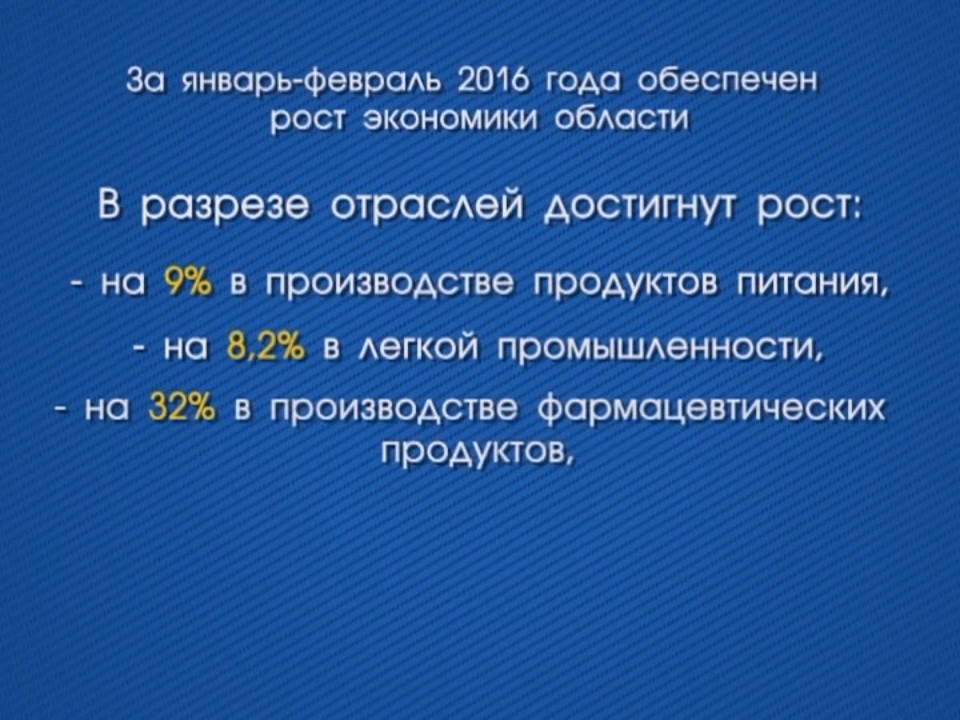 За январь-февраль 2016 года обеспечен
рост экономики области
В разрезе отраслей достигнут рост:
- на 9% в производстве продуктов питания,
- на 8,2% в легкой промышленности,
- на 32% в производстве фармацевтических
продуктов,